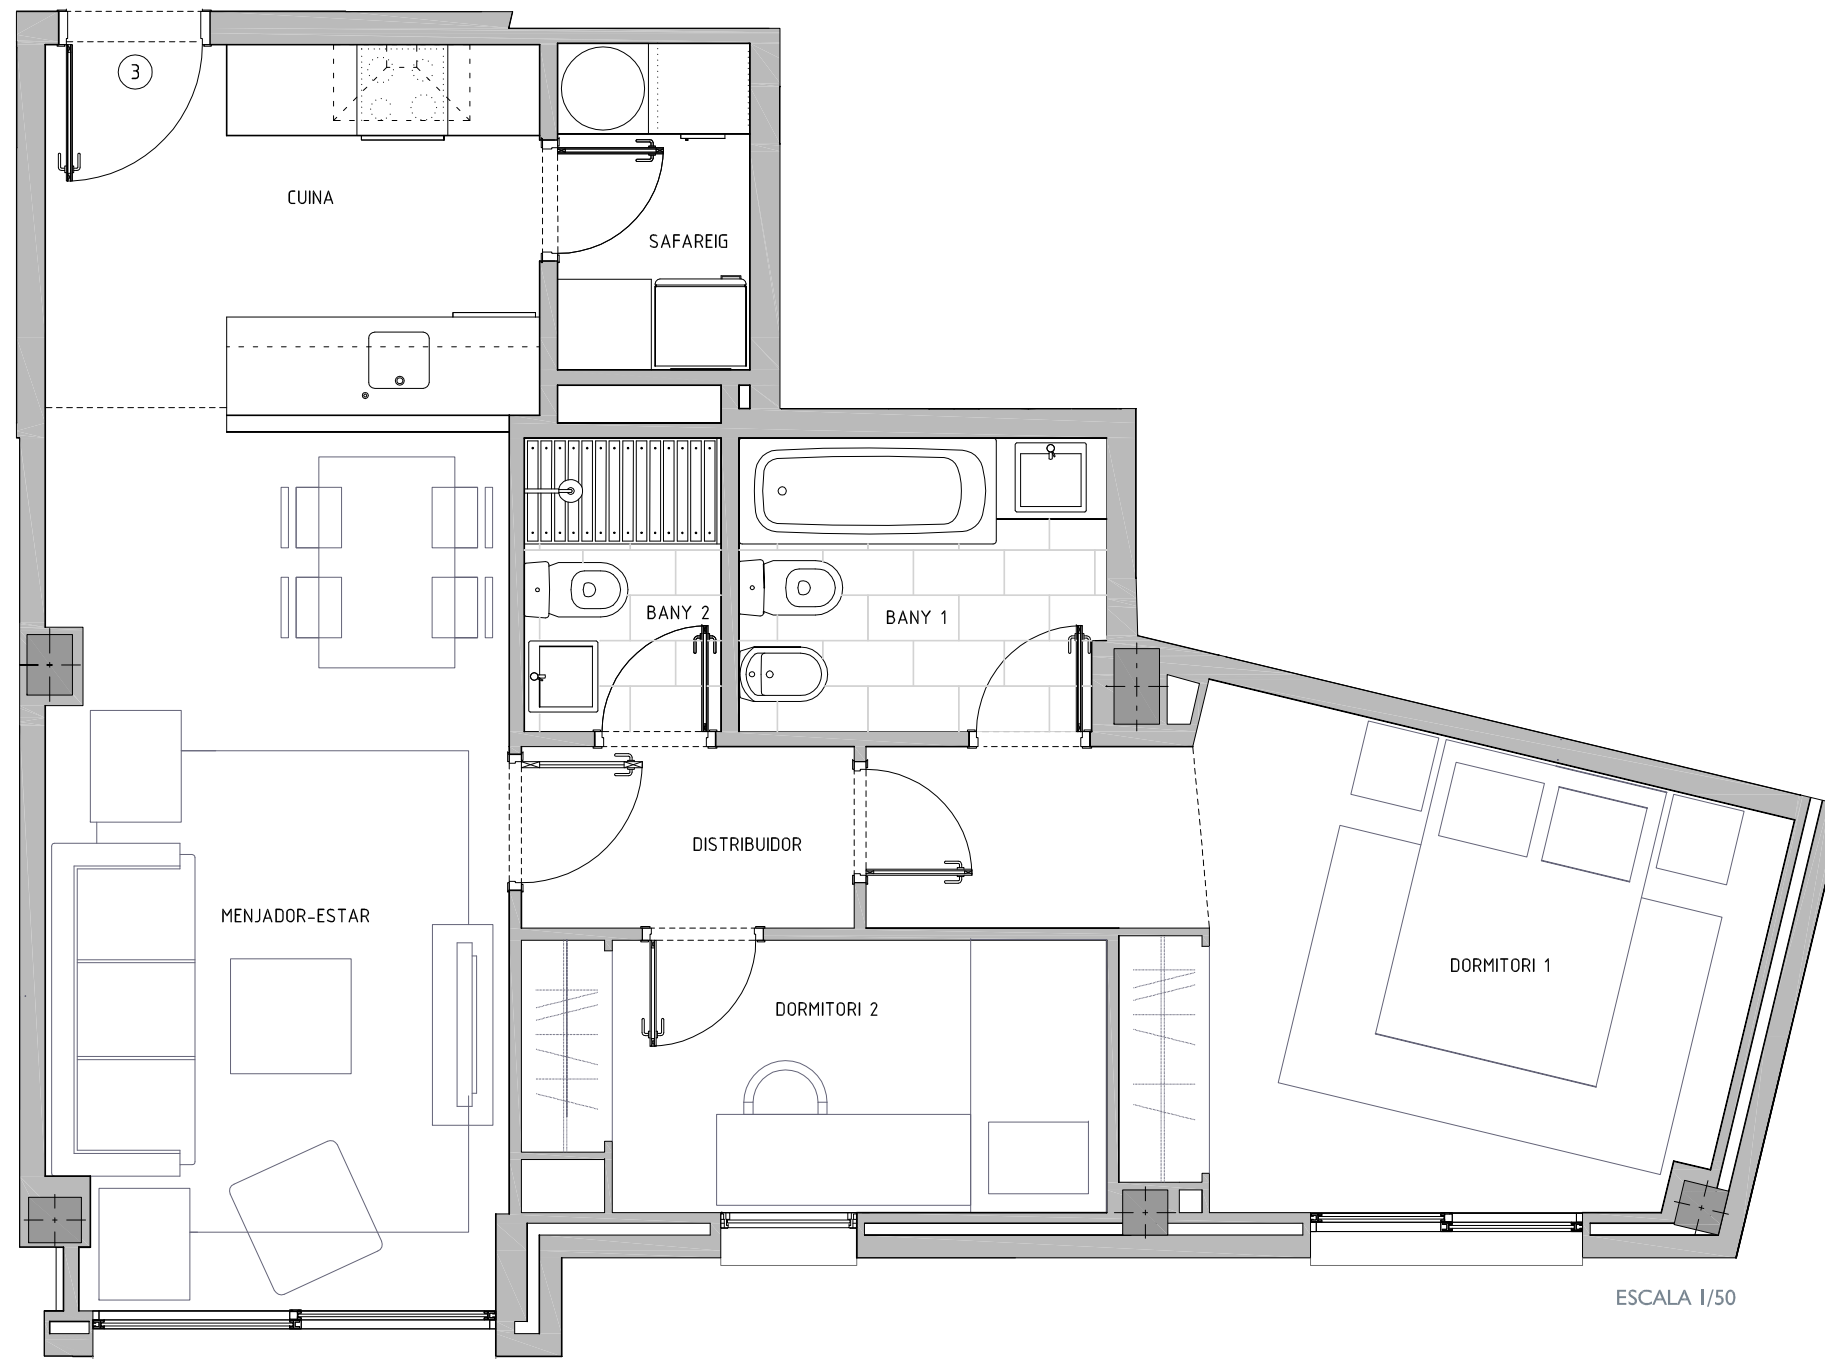 3
CUINA
SAFAREIG
BANY 2
BANY 1
DISTRIBUIDOR
MENJADOR-ESTAR
DORMITORI 1
DORMITORI 2
ESCALA 1/50